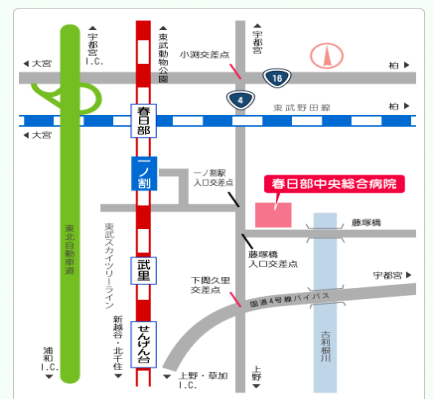 宇都宮
I.C.
東武動物公園
宇都宮
小渕交差点
大宮
16
柏
4
春日部
東武野田線
柏
大宮
一ノ割
一ノ割駅
入口交差点
春日部中央総合病院
東北自動車道
東武スカイツリーライン
藤塚橋
武里
藤塚橋
入口交差点
下間久里
交差点
宇都宮
国道4号線バイパス
古利根川
せんげん台
新越谷・北千住
浦和
I.C.
上野・草加
I.C.
上野